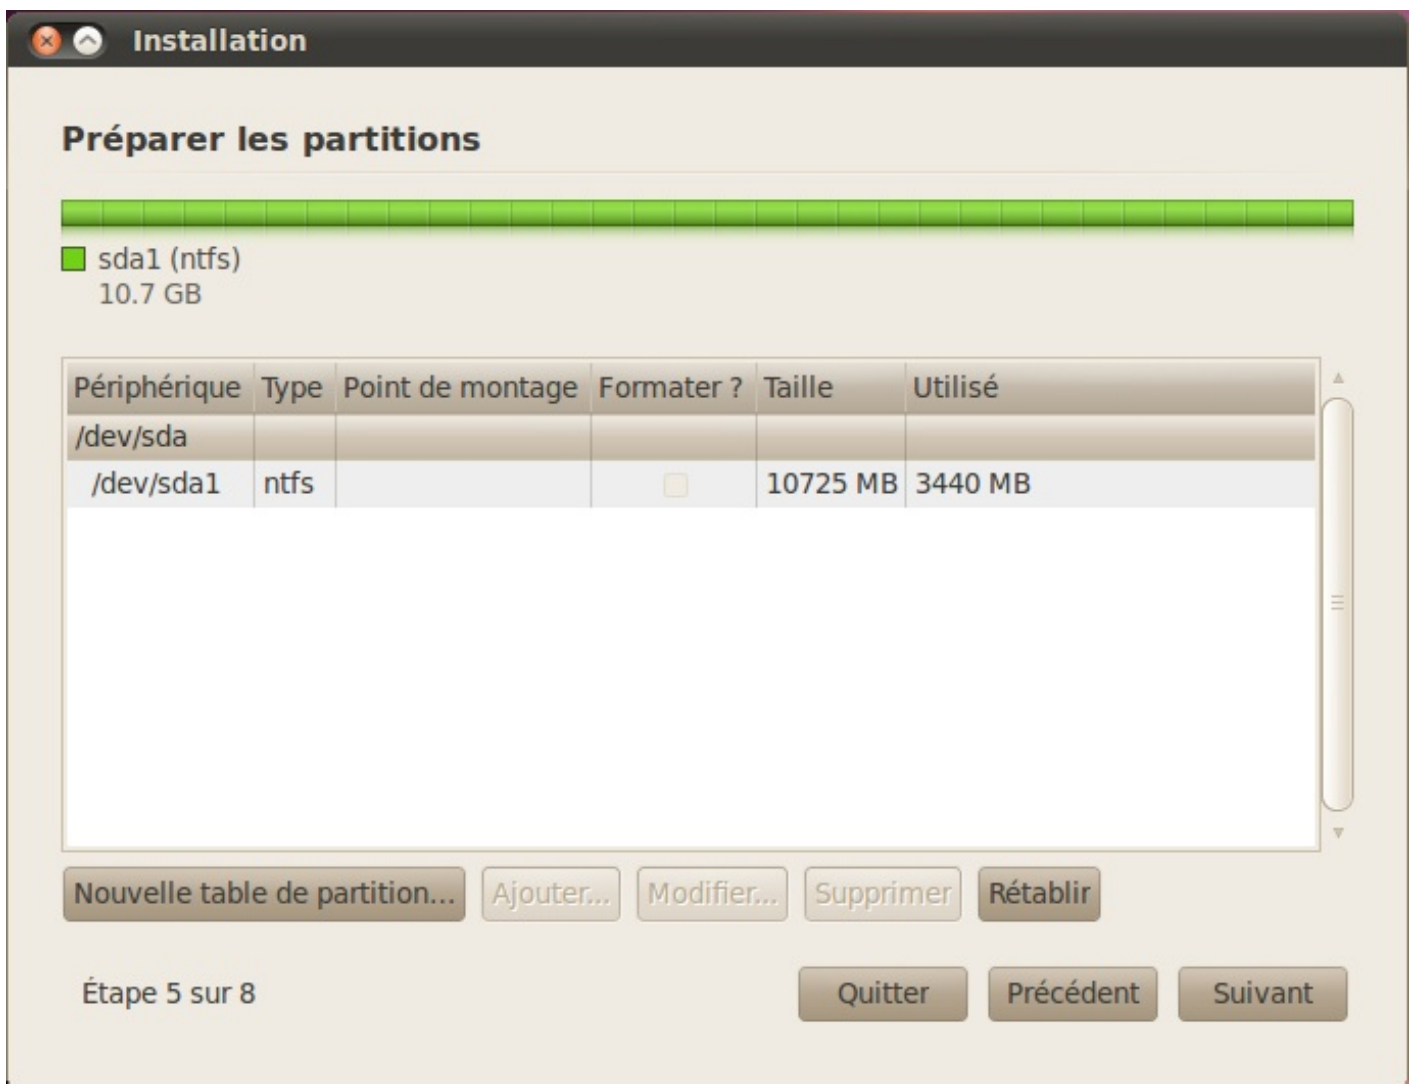 Installation
Préparer les partitions
sda1 (ntfs)
10.7 GB
Périphérique Type Point de montage Formater ? Taille Utilisé
/dev/sda
/dev/sda1 ntfs 10725 MB 3440 MB
Nouvelle table de partition... Ajouter... Modifier... Supprimer Rétablir
Étape 5 sur 8 Quitter Précédent Suivant